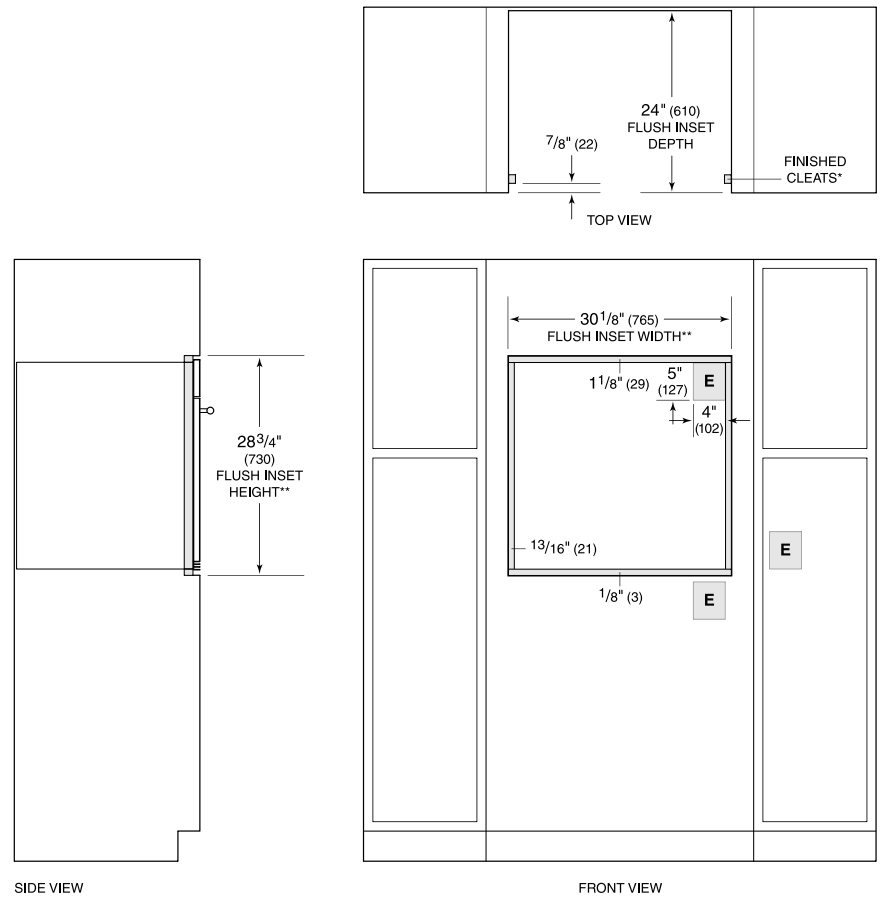 24" (610)
FLUSH INSET
DEPTH
7/8" (22)
FINISHED
CLEATS*
TOP VIEW
30 1/8" (765)
FLUSH INSET WIDTH**
1 1/8" (29)
5"
(127)
E
4"
(102)
28 3/4"
(730)
FLUSH INSET
HEIGHT**
13/16" (21)
E
1/8" (3)
E
SIDE VIEW
FRONT VIEW